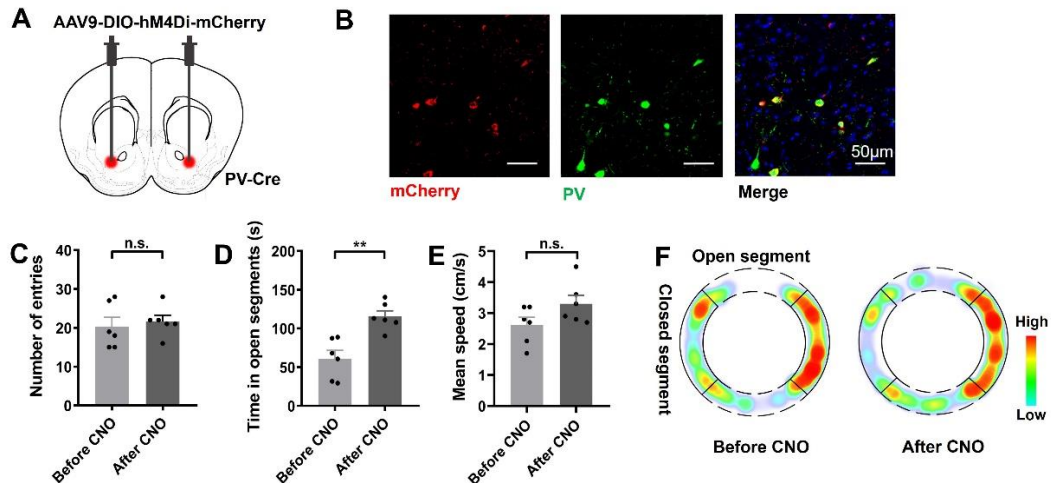 A
AAV9-DIO-hM4Di-mCherry
PV-Cre
B
mCherry
PV
50µm
Merge
C
Number of entries
40
30
20
10
0
n.s.
Before CNO
After CNO
D
Time in open segments (s)
200
150
100
50
0
**
Before CNO
After CNO
E
Mean speed (cm/s)
5
4
3
2
1
0
n.s.
Before CNO
After CNO
F
Open segment
Closed segment
High
Low
Before CNO
After CNO